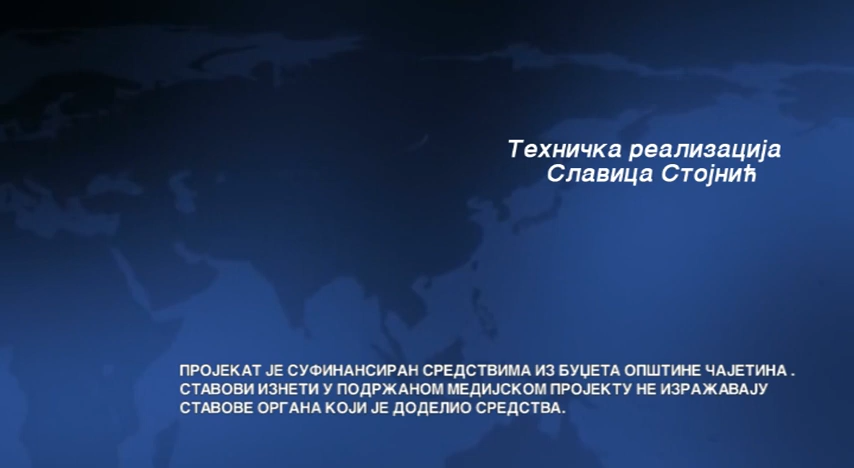 Техничка реализација
Славица Стојнић
ПРОЈЕКАТ ЈЕ СУФИНАНСИРАН СРЕДСТВИМА ИЗ БУЏЕТА ОПШТИНЕ ЧАЈЕТИНА .
СТАВОВИ ИЗНЕТИ У ПОДРЖАНОМ МЕДИЈСКОМ ПРОЈЕКТУ НЕ ИЗРАЖАВАЈУ
СТАВОВЕ ОРГАНА КОЈИ ЈЕ ДОДЕЛИО СРЕДСТВА.